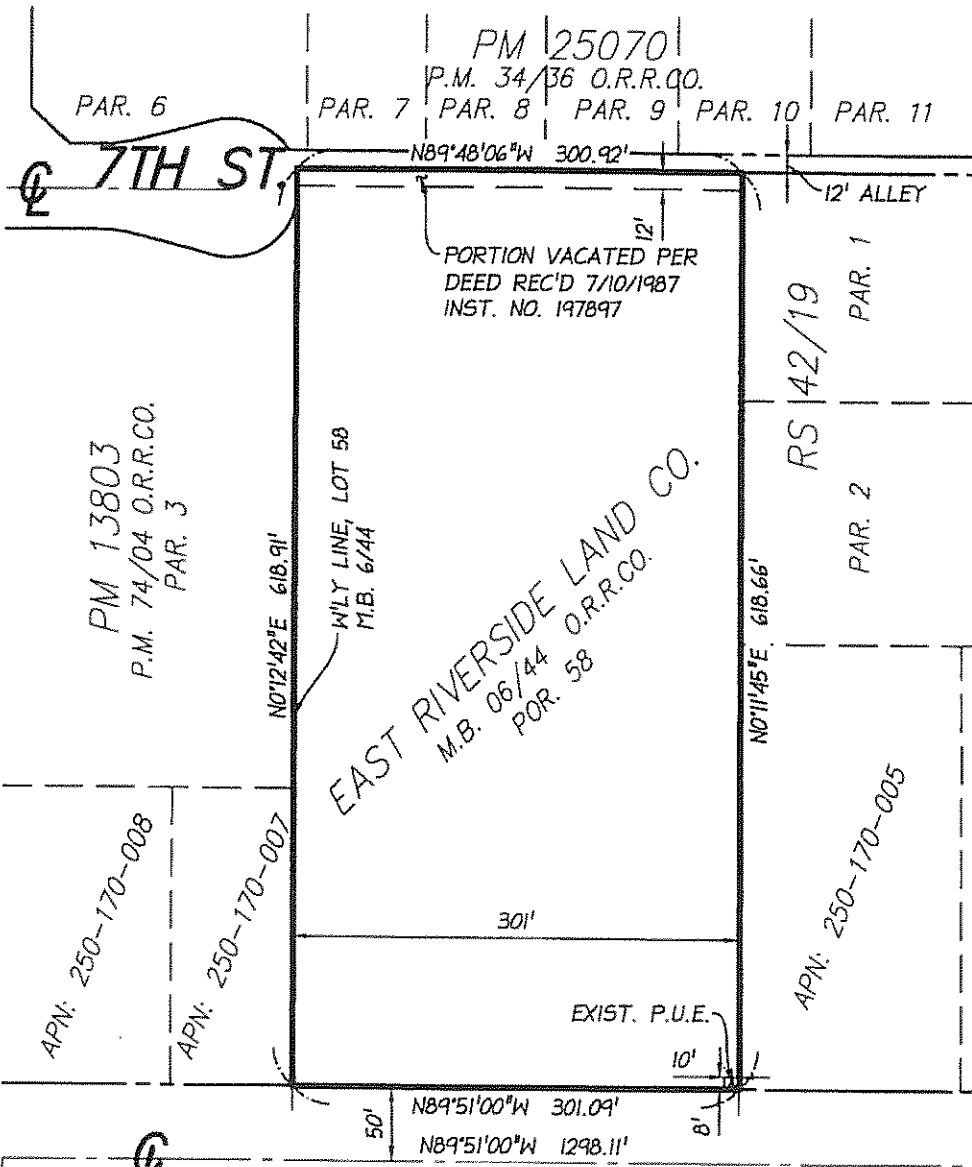 PM 25070
P.M. 34/36 O.R.R.CO.
PAR. 6
PAR. 7
PAR. 8
PAR. 9
PAR. 10
PAR. 11
N89°48'06"W 300.92'
℄ 7TH ST
12' ALLEY
12'
PORTION VACATED PER
DEED REC'D 7/10/1987
INST. NO. 197897
RS 42/19
PAR. 1
PAR. 2
PM 13803
P.M. 74/04 O.R.R.CO.
PAR. 3
N0°12'42"E 618.91'
W'LY LINE, LOT 58
M.B. 6/44
EAST RIVERSIDE LAND CO.
M.B. 06/44 O.R.R.CO.
POR. 58
N0°11'45"E 618.66'
APN: 250-170-008
APN: 250-170-007
APN: 250-170-005
301'
EXIST. P.U.E.
10'
8'
N89°51'00"W 301.09'
50'
N89°51'00"W 1298.11'
℄